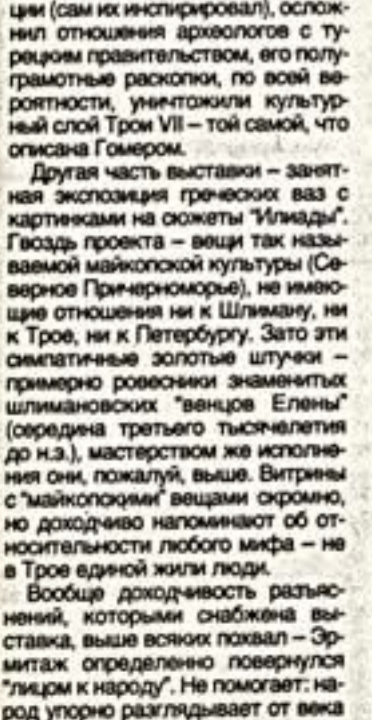 ции (сам их инспирировал), ослож-
нил отношения археологов с ту-
рецким правительством, его полу-
грамотные раскопки, по всей ве-
роятности, уничтожили культур-
ный слой Трои VII – той самой, что
описана Гомером.
Другая часть выставки – занят-
ная экспозиция греческих ваз с
картинками на сюжеты "Илиады".
Гвоздь проекта – вещи так назы-
ваемой майкопской культуры (Се-
верное Причерноморье), не имею-
щие отношения ни к Шлиману, ни
к Трое, ни к Петербургу. Зато эти
симпатичные золотые штучки –
примерно ровесники знаменитых
шлимановских "венцов Елены"
(середина третьего тысячелетия
до н.э.), мастерством же исполне-
ния они, пожалуй, выше. Витрины
с "майкопскими" вещами скромно,
но доходчиво напоминают об от-
носительности любого мифа – не
в Трое единой жили люди.
Вообще доходчивость разъяс-
нений, которыми снабжена вы-
ставка, выше всяких похвал – Эр-
митаж определенно повернулся
"лицом к народу". Не помогает: на-
род упорно разглядывает от века